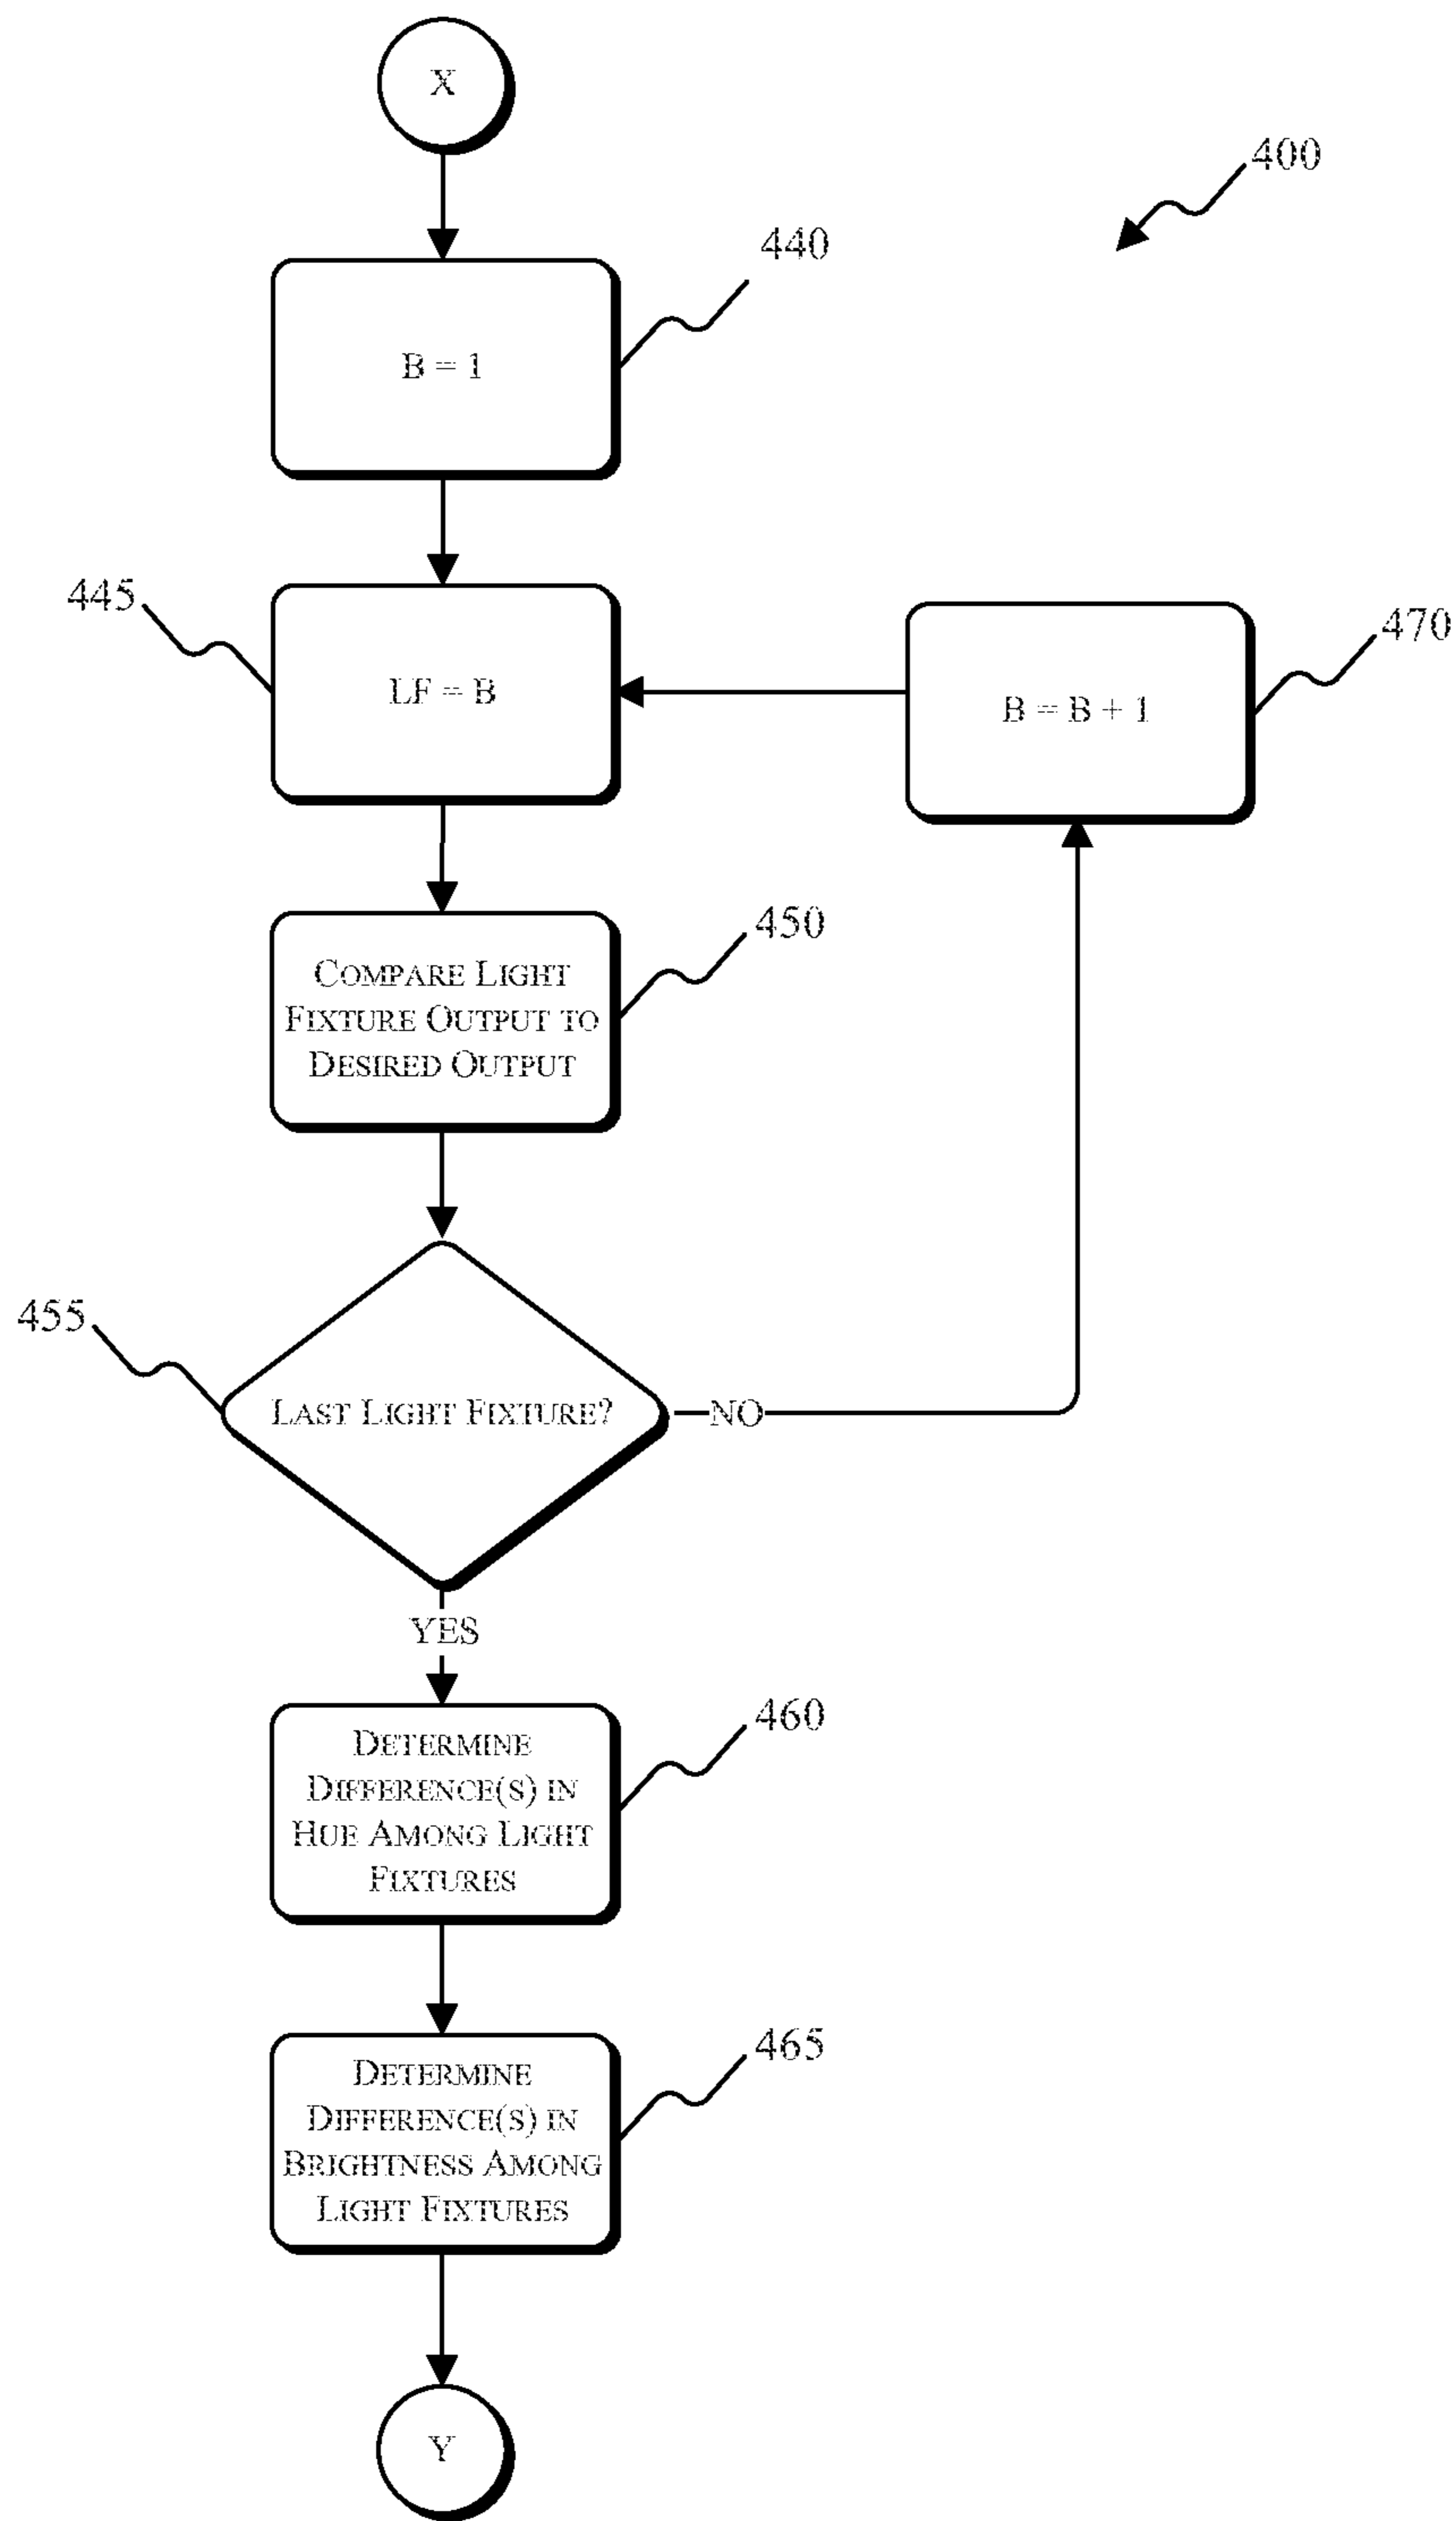 X
400
440
B = 1
445
LF = B
470
B = B + 1
450
COMPARE LIGHT
FIXTURE OUTPUT TO
DESIRED OUTPUT
455
LAST LIGHT FIXTURE?
NO
YES
460
DETERMINE
DIFFERENCE(S) IN
HUE AMONG LIGHT
FIXTURES
465
DETERMINE
DIFFERENCE(S) IN
BRIGHTNESS AMONG
LIGHT FIXTURES
Y